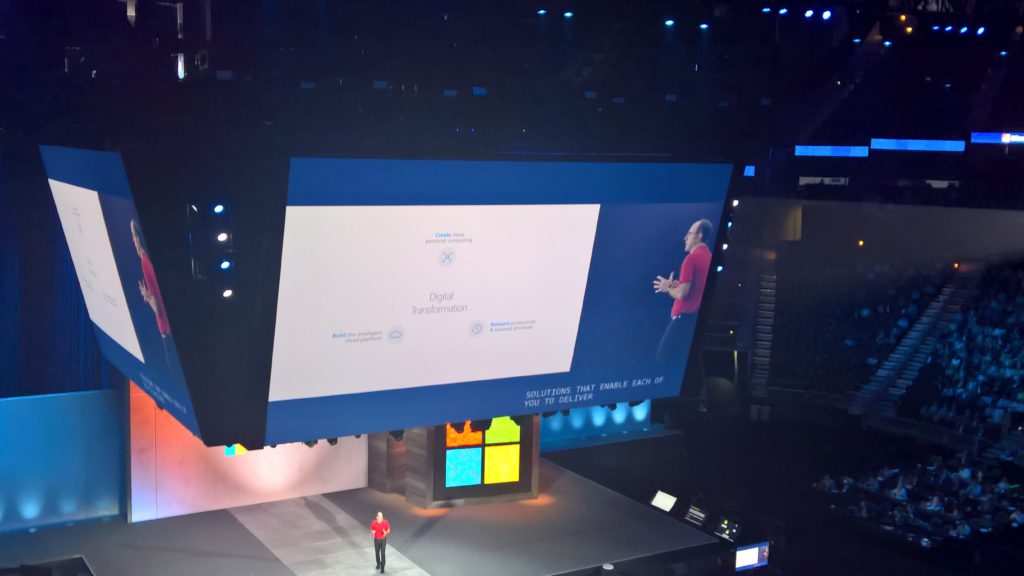 Create more
personal computing
Digital
Transformation
Build the intelligent
cloud platform
Reinvent productivity
& business processes
SOLUTIONS THAT ENABLE EACH OF
YOU TO DELIVER